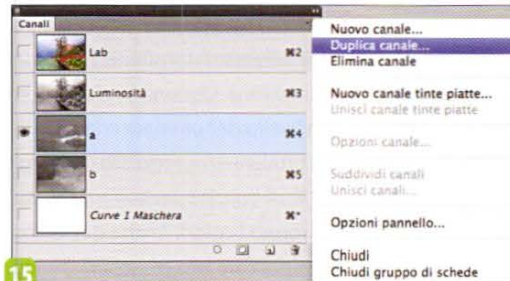 Canali
Lab ⌘2
Luminosità ⌘3
a ⌘4
b ⌘5
Curve 1 Maschera ⌘*
15
Nuovo canale...
Duplica canale...
Elimina canale
Nuovo canale tinte piatte...
Unisci canale tinte piatte
Opzioni canale...
Suddividi canali
Unisci canali...
Opzioni pannello...
Chiudi
Chiudi gruppo di schede